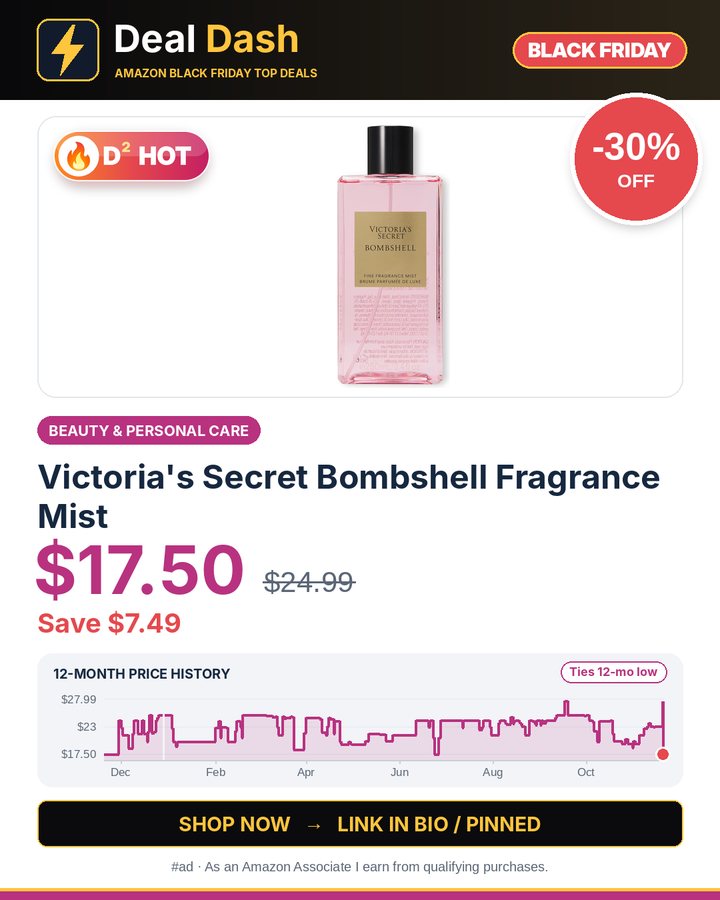 Deal Dash
AMAZON BLACK FRIDAY TOP DEALS
BLACK FRIDAY
D² HOT
-30%
OFF
VICTORIA'S
SECRET
BOMBSHELL
FINE FRAGRANCE MIST
BRUME PARFUMÉE DE LUXE
BEAUTY & PERSONAL CARE
Victoria's Secret Bombshell Fragrance
Mist
$17.50 $24.99
Save $7.49
12-MONTH PRICE HISTORY
Ties 12-mo low
$27.99
$23
$17.50
Dec Feb Apr Jun Aug Oct
SHOP NOW → LINK IN BIO / PINNED
#ad · As an Amazon Associate I earn from qualifying purchases.